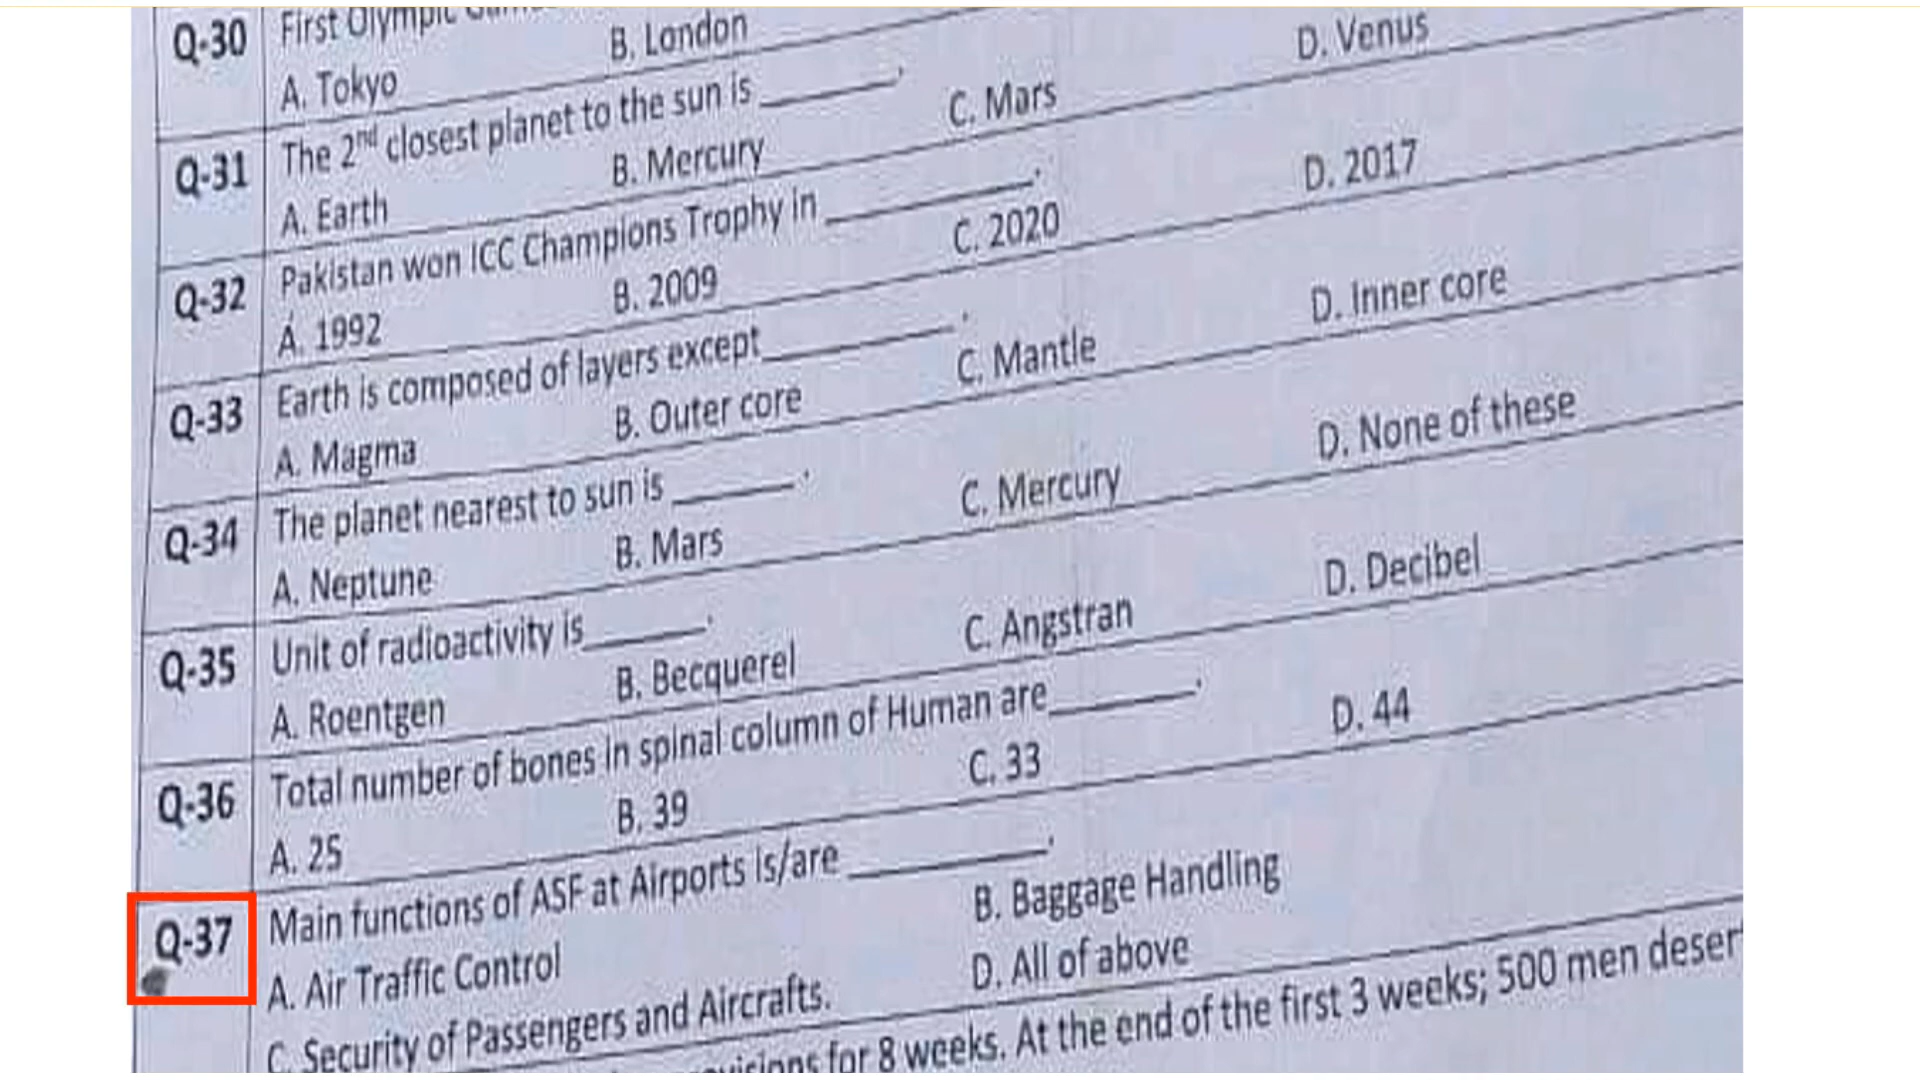 Q-30 First Olympic
A. Tokyo B. London
Q-31 The 2nd closest planet to the sun is ______.
A. Earth B. Mercury C. Mars D. Venus
Q-32 Pakistan won ICC Champions Trophy in ______.
A. 1992 B. 2009 C. 2020 D. 2017
Q-33 Earth is composed of layers except ______.
A. Magma B. Outer core C. Mantle D. Inner core
Q-34 The planet nearest to sun is ______.
A. Neptune B. Mars C. Mercury D. None of these
Q-35 Unit of radioactivity is ______.
A. Roentgen B. Becquerel C. Angstran D. Decibel
Q-36 Total number of bones in spinal column of Human are ______.
A. 25 B. 39 C. 33 D. 44
Q-37 Main functions of ASF at Airports is/are ______.
A. Air Traffic Control B. Baggage Handling
C. Security of Passengers and Aircrafts. D. All of above
for 8 weeks. At the end of the first 3 weeks; 500 men deser